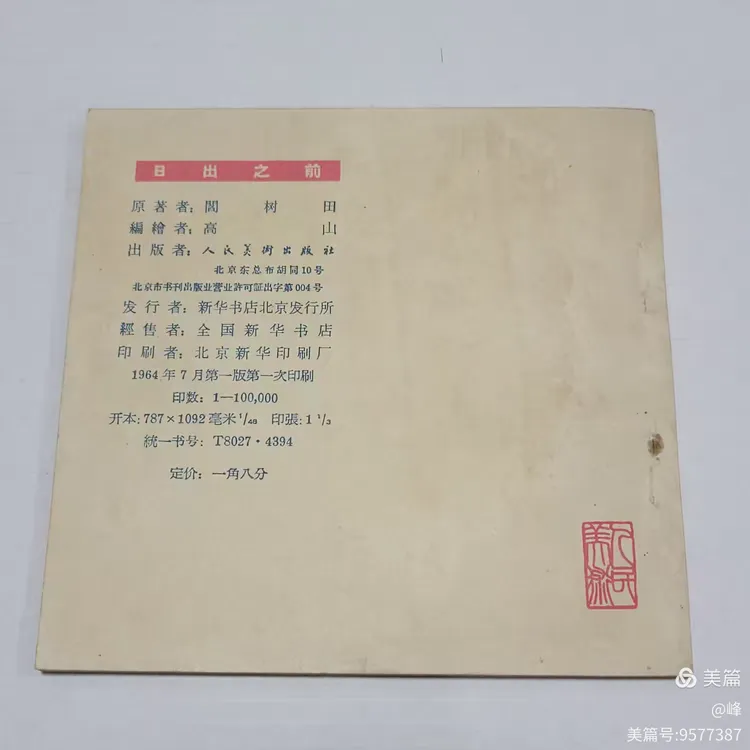 日出之前
原著者：閻树田
編繪者：高山
出版者：人民美術出版社
北京东总布胡同10号
北京市书刊出版业营业許可証出字第004号
发行者：新华书店北京发行所
經售者：全国新华书店
印刷者：北京新华印刷厂
1964年7月第一版第一次印刷
印数：1—100,000
开本：787×1092毫米1/48 印張：1 1/3
統一书号：T8027·4394
定价：一角八分
人民美術
美篇
@峰
美篇号:9577387